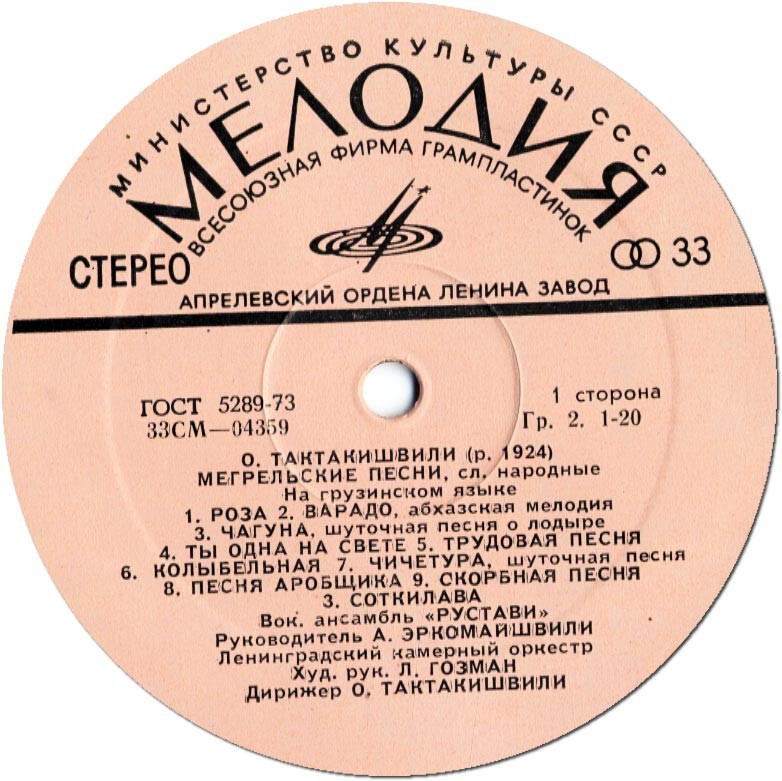 МИНИСТЕРСТВО КУЛЬТУРЫ СССР
МЕЛОДИЯ
ВСЕСОЮЗНАЯ ФИРМА ГРАМПЛАСТИНОК
СТЕРЕО
33
АПРЕЛЕВСКИЙ ОРДЕНА ЛЕНИНА ЗАВОД
ГОСТ 5289-73
1 сторона
33СМ—04359
Гр. 2. 1-20
О. ТАКТАКИШВИЛИ (р. 1924)
МЕГРЕЛЬСКИЕ ПЕСНИ, сл. народные
На грузинском языке
1. РОЗА 2. ВАРАДО, абхазская мелодия
3. ЧАГУНА, шуточная песня о лодыре
4. ТЫ ОДНА НА СВЕТЕ 5. ТРУДОВАЯ ПЕСНЯ
6. КОЛЫБЕЛЬНАЯ 7. ЧИЧЕТУРА, шуточная песня
8. ПЕСНЯ АРОБЩИКА 9. СКОРБНАЯ ПЕСНЯ
З. СОТКИЛАВА
Вок. ансамбль «РУСТАВИ»
Руководитель А. ЭРКОМАЙШВИЛИ
Ленинградский камерный оркестр
Худ. рук. Л. ГОЗМАН
Дирижер О. ТАКТАКИШВИЛИ